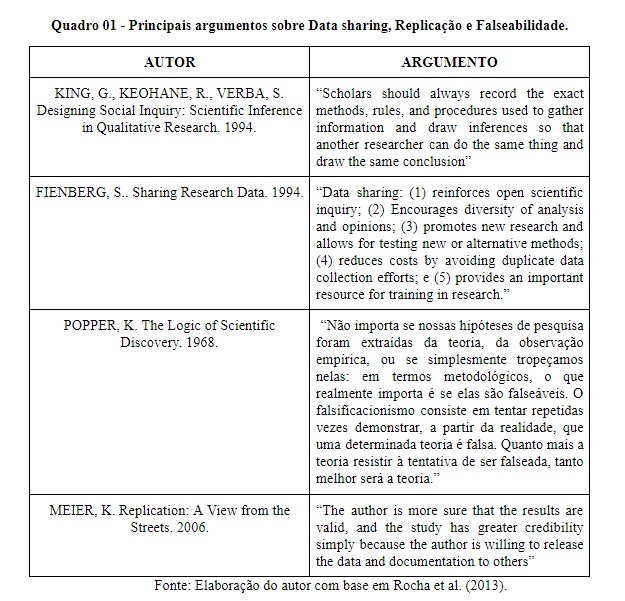 Quadro 01 - Principais argumentos sobre Data sharing, Replicação e Falseabilidade.
AUTOR
ARGUMENTO
KING, G., KEOHANE, R., VERBA, S.
Designing Social Inquiry: Scientific Inference
in Qualitative Research. 1994.
“Scholars should always record the exact
methods, rules, and procedures used to gather
information and draw inferences so that
another researcher can do the same thing and
draw the same conclusion”
FIENBERG, S.. Sharing Research Data. 1994.
“Data sharing: (1) reinforces open scientific
inquiry; (2) Encourages diversity of analysis
and opinions; (3) promotes new research and
allows for testing new or alternative methods;
(4) reduces costs by avoiding duplicate data
collection efforts; e (5) provides an important
resource for training in research.”
POPPER, K. The Logic of Scientific
Discovery. 1968.
“Não importa se nossas hipóteses de pesquisa
foram extraídas da teoria, da observação
empírica, ou se simplesmente tropeçamos
nelas: em termos metodológicos, o que
realmente importa é se elas são falseáveis. O
falsificacionismo consiste em tentar repetidas
vezes demonstrar, a partir da realidade, que
uma determinada teoria é falsa. Quanto mais a
teoria resistir à tentativa de ser falseada, tanto
melhor será a teoria.”
MEIER, K. Replication: A View from the
Streets. 2006.
“The author is more sure that the results are
valid, and the study has greater credibility
simply because the author is willing to release
the data and documentation to others”
Fonte: Elaboração do autor com base em Rocha et al. (2013).